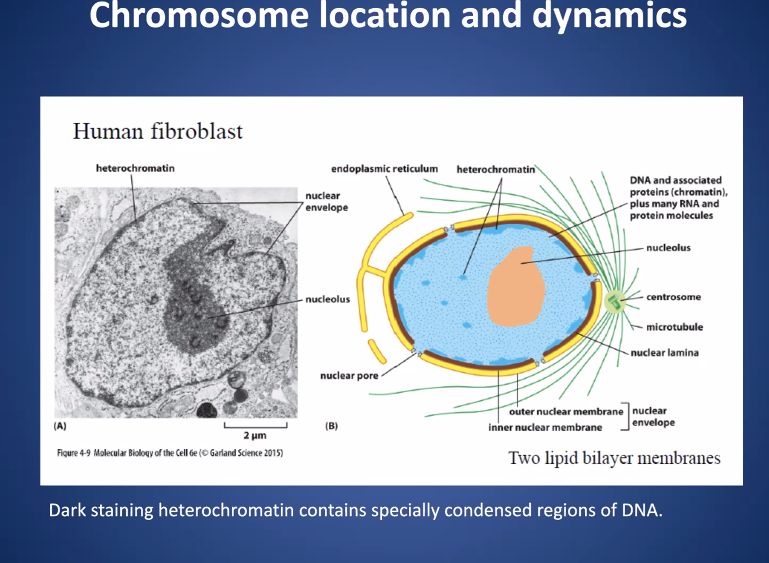 Chromosome location and dynamics
Human fibroblast
heterochromatin
nuclear
envelope
nucleolus
(A)
2 µm
Figure 4-9 Molecular Biology of the Cell 6e (© Garland Science 2015)
endoplasmic reticulum
heterochromatin
DNA and associated
proteins (chromatin),
plus many RNA and
protein molecules
nucleolus
centrosome
microtubule
nuclear lamina
nuclear pore
(B)
outer nuclear membrane
inner nuclear membrane
nuclear
envelope
Two lipid bilayer membranes
Dark staining heterochromatin contains specially condensed regions of DNA.